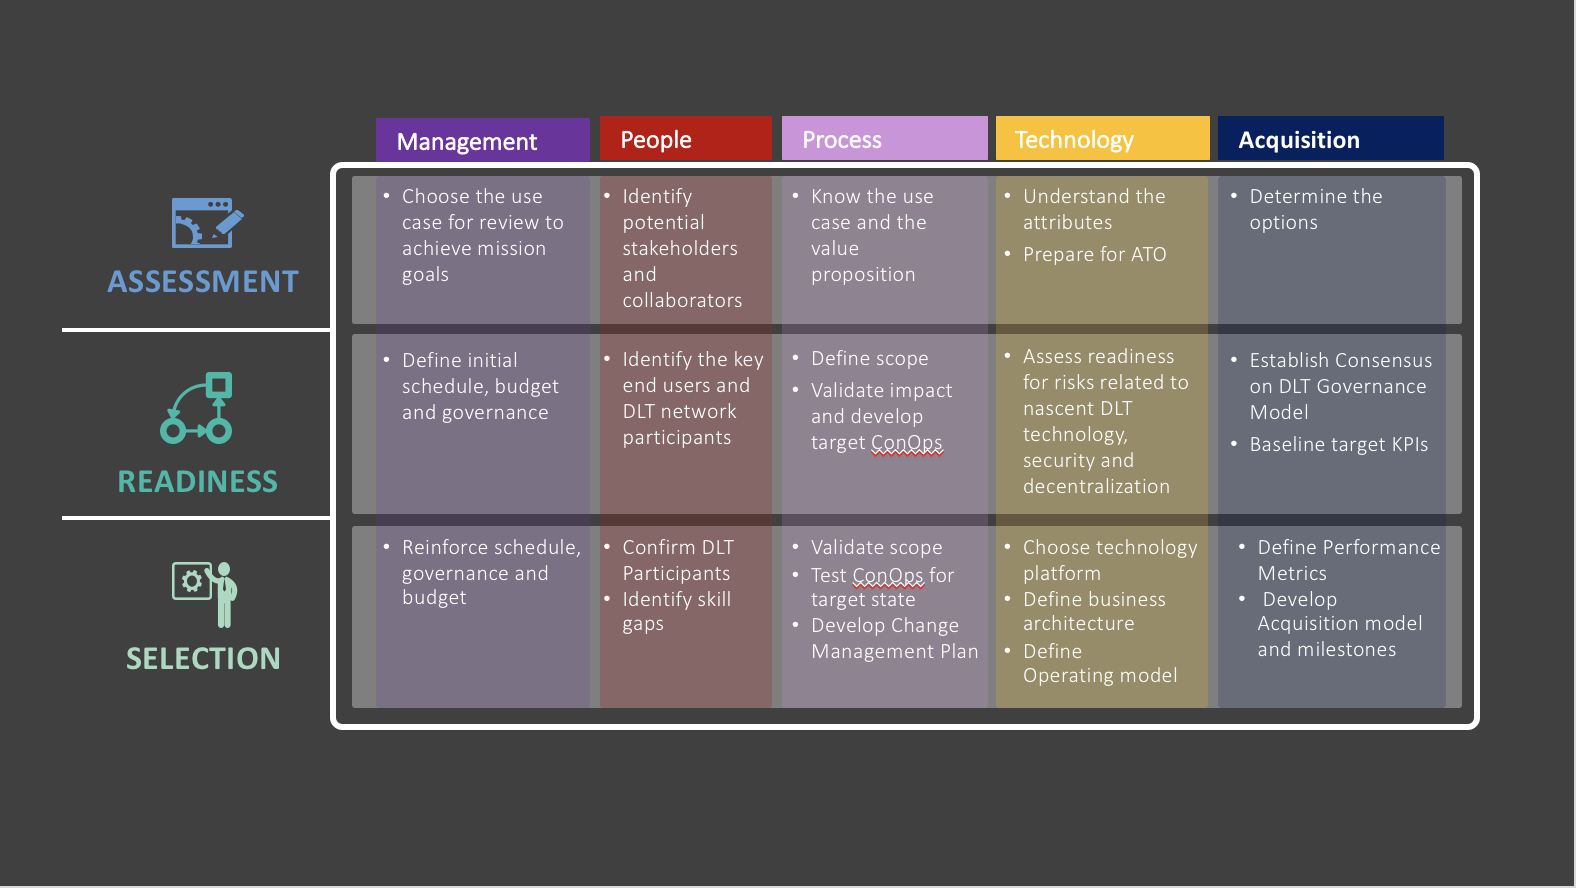 Management
People
Process
Technology
Acquisition
ASSESSMENT
• Choose the use
case for review to
achieve mission
goals
• Identify
potential
stakeholders
and
collaborators
• Know the use
case and the
value
proposition
• Understand the
attributes
• Prepare for ATO
• Determine the
options
READINESS
• Define initial
schedule, budget
and governance
• Identify the key
end users and
DLT network
participants
• Define scope
• Validate impact
and develop
target ConOps
• Assess readiness
for risks related to
nascent DLT
technology,
security and
decentralization
• Establish Consensus
on DLT Governance
Model
• Baseline target KPIs
SELECTION
• Reinforce schedule,
governance and
budget
• Confirm DLT
Participants
• Identify skill
gaps
• Validate scope
• Test ConOps for
target state
• Develop Change
Management Plan
• Choose technology
platform
• Define business
architecture
• Define
Operating model
• Define Performance
Metrics
• Develop
Acquisition model
and milestones